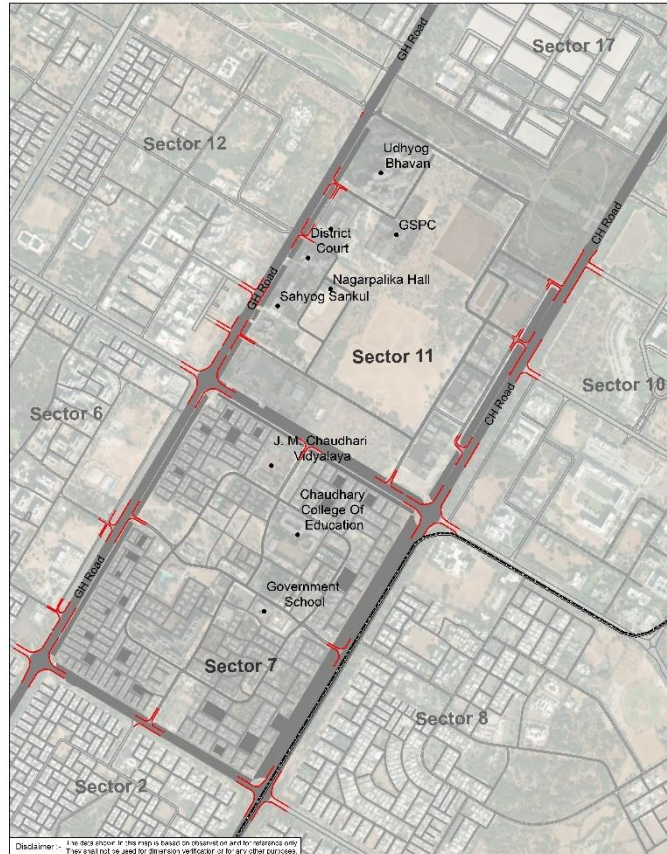 GH Road
Sector 17
Sector 12
Udhyog
Bhavan
CH Road
GSPC
District
Court
Nagarpalika Hall
GH Road
Sahyog Sankul
Sector 11
Sector 10
CH Road
Sector 6
J. M. Chaudhari
Vidyalaya
Chaudhary
College Of
Education
GH Road
Government
School
Sector 7
Sector 8
Sector 2
Disclaimer :- The data shown in this map is based on observation and for reference only
They shall not be used for dimension verification or for any other purposes.